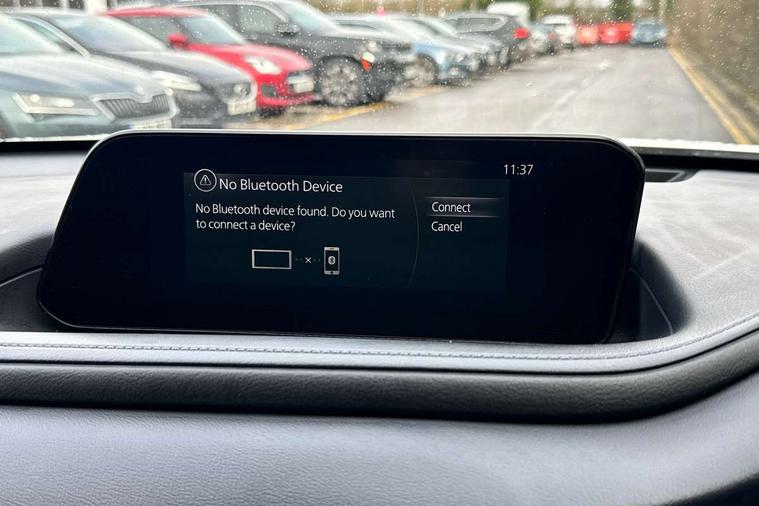 11:37
No Bluetooth Device
No Bluetooth device found. Do you want
to connect a device?
Connect
Cancel